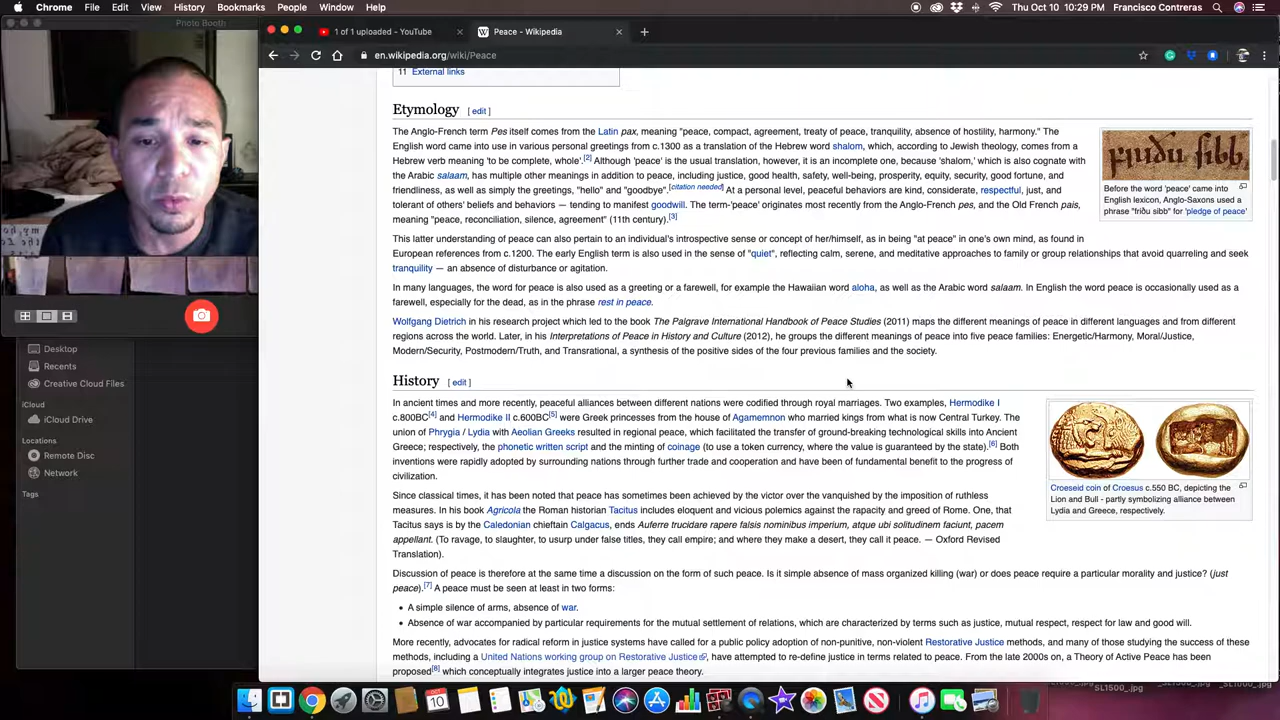 Chrome File Edit View History Bookmarks People Window Help Thu Oct 10 10:29 PM Francisco Contreras
Photo Booth
1 of 1 uploaded - YouTube
Peace - Wikipedia
en.wikipedia.org/wiki/Peace
11 External links
Etymology [ edit ]
The Anglo-French term Pes itself comes from the Latin pax, meaning "peace, compact, agreement, treaty of peace, tranquility, absence of hostility, harmony." The
English word came into use in various personal greetings from c.1300 as a translation of the Hebrew word shalom, which, according to Jewish theology, comes from a
Hebrew verb meaning 'to be complete, whole'.[2] Although 'peace' is the usual translation, however, it is an incomplete one, because 'shalom,' which is also cognate with
the Arabic salaam, has multiple other meanings in addition to peace, including justice, good health, safety, well-being, prosperity, equity, security, good fortune, and
friendliness, as well as simply the greetings, "hello" and "goodbye".[citation needed] At a personal level, peaceful behaviors are kind, considerate, respectful, just, and
tolerant of others' beliefs and behaviors — tending to manifest goodwill. The term-'peace' originates most recently from the Anglo-French pes, and the Old French pais,
meaning "peace, reconciliation, silence, agreement" (11th century).[3]
Before the word 'peace' came into
English lexicon, Anglo-Saxons used a
phrase "friðu sibb" for 'pledge of peace'
This latter understanding of peace can also pertain to an individual's introspective sense or concept of her/himself, as in being "at peace" in one's own mind, as found in
European references from c.1200. The early English term is also used in the sense of "quiet", reflecting calm, serene, and meditative approaches to family or group relationships that avoid quarreling and seek
tranquility — an absence of disturbance or agitation.
In many languages, the word for peace is also used as a greeting or a farewell, for example the Hawaiian word aloha, as well as the Arabic word salaam. In English the word peace is occasionally used as a
farewell, especially for the dead, as in the phrase rest in peace.
Wolfgang Dietrich in his research project which led to the book The Palgrave International Handbook of Peace Studies (2011) maps the different meanings of peace in different languages and from different
regions across the world. Later, in his Interpretations of Peace in History and Culture (2012), he groups the different meanings of peace into five peace families: Energetic/Harmony, Moral/Justice,
Modern/Security, Postmodern/Truth, and Transrational, a synthesis of the positive sides of the four previous families and the society.
History [ edit ]
In ancient times and more recently, peaceful alliances between different nations were codified through royal marriages. Two examples, Hermodike I
c.800BC[4] and Hermodike II c.600BC[5] were Greek princesses from the house of Agamemnon who married kings from what is now Central Turkey. The
union of Phrygia / Lydia with Aeolian Greeks resulted in regional peace, which facilitated the transfer of ground-breaking technological skills into Ancient
Greece; respectively, the phonetic written script and the minting of coinage (to use a token currency, where the value is guaranteed by the state).[6] Both
inventions were rapidly adopted by surrounding nations through further trade and cooperation and have been of fundamental benefit to the progress of
civilization.
Croeseid coin of Croesus c.550 BC, depicting the
Lion and Bull - partly symbolizing alliance between
Lydia and Greece, respectively.
Since classical times, it has been noted that peace has sometimes been achieved by the victor over the vanquished by the imposition of ruthless
measures. In his book Agricola the Roman historian Tacitus includes eloquent and vicious polemics against the rapacity and greed of Rome. One, that
Tacitus says is by the Caledonian chieftain Calgacus, ends Auferre trucidare rapere falsis nominibus imperium, atque ubi solitudinem faciunt, pacem
appellant. (To ravage, to slaughter, to usurp under false titles, they call empire; and where they make a desert, they call it peace. — Oxford Revised
Translation).
Discussion of peace is therefore at the same time a discussion on the form of such peace. Is it simple absence of mass organized killing (war) or does peace require a particular morality and justice? (just
peace).[7] A peace must be seen at least in two forms:
• A simple silence of arms, absence of war.
• Absence of war accompanied by particular requirements for the mutual settlement of relations, which are characterized by terms such as justice, mutual respect, respect for law and good will.
More recently, advocates for radical reform in justice systems have called for a public policy adoption of non-punitive, non-violent Restorative Justice methods, and many of those studying the success of these
methods, including a United Nations working group on Restorative Justice, have attempted to re-define justice in terms related to peace. From the late 2000s on, a Theory of Active Peace has been
proposed[8] which conceptually integrates justice into a larger peace theory.
Desktop
Recents
Creative Cloud Files
iCloud
iCloud Drive
Locations
Remote Disc
Network
Tags
OCT
10
SL1500_.jpg